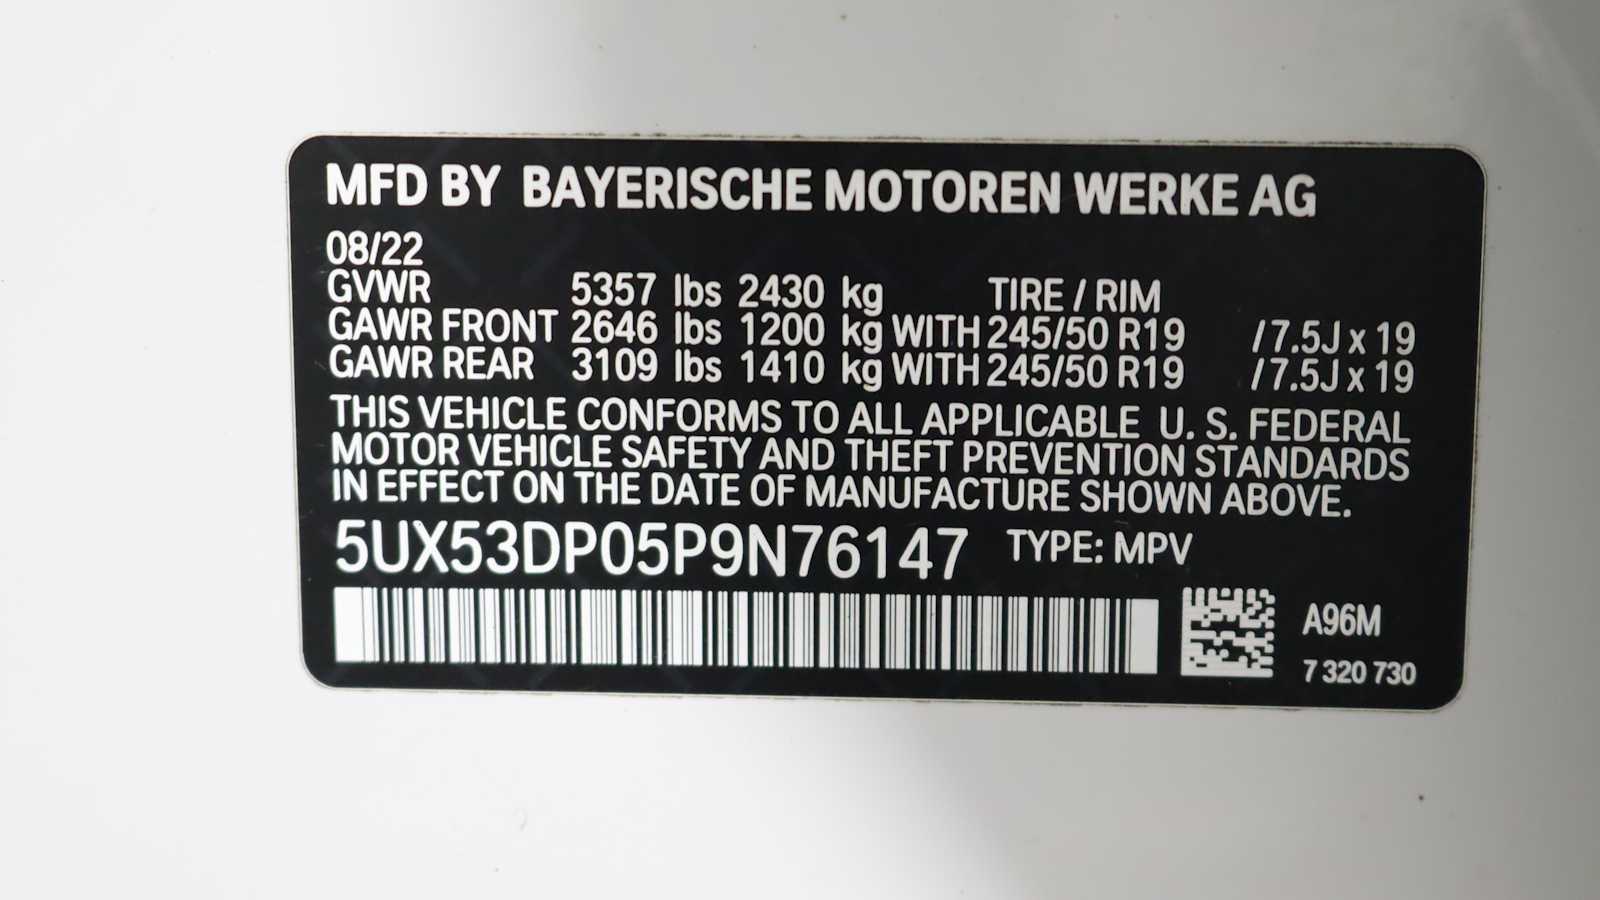 MFD BY BAYERISCHE MOTOREN WERKE AG
08/22
GVWR 5357 lbs 2430 kg TIRE / RIM
GAWR FRONT 2646 lbs 1200 kg WITH 245/50 R19 /7.5J x 19
GAWR REAR 3109 lbs 1410 kg WITH 245/50 R19 /7.5J x 19
THIS VEHICLE CONFORMS TO ALL APPLICABLE U. S. FEDERAL
MOTOR VEHICLE SAFETY AND THEFT PREVENTION STANDARDS
IN EFFECT ON THE DATE OF MANUFACTURE SHOWN ABOVE.
5UX53DP05P9N76147 TYPE: MPV
A96M
7 320 730